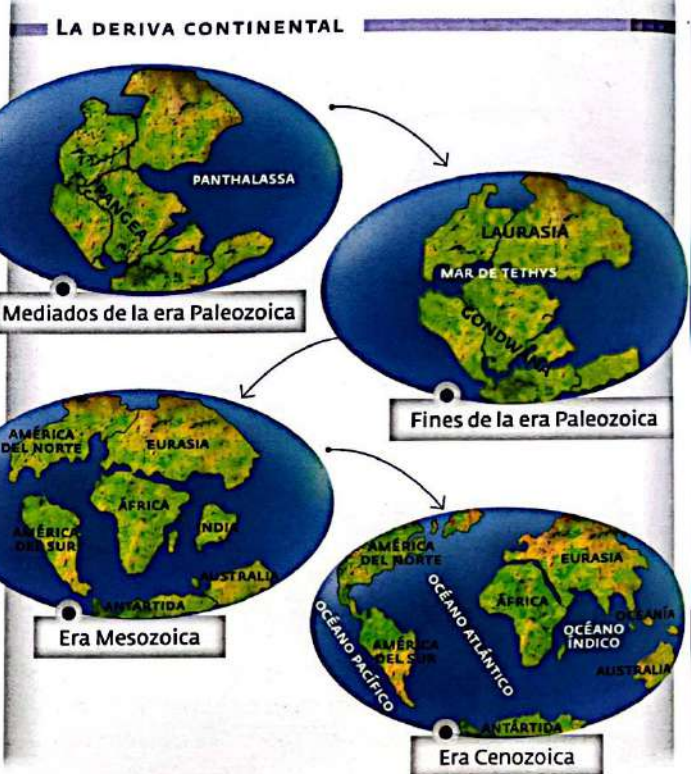 LA DERIVA CONTINENTAL
PANTHALASSA
PANGEA
Mediados de la era Paleozoica
LAURASIA
MAR DE TETHYS
GONDWANA
Fines de la era Paleozoica
AMÉRICA
DEL NORTE
EURASIA
ÁFRICA
INDIA
AMÉRICA
DEL SUR
AUSTRALIA
ANTÁRTIDA
Era Mesozoica
AMÉRICA
DEL NORTE
EURASIA
OCÉANO ATLÁNTICO
ÁFRICA
OCEANÍA
OCÉANO PACÍFICO
OCÉANO
ÍNDICO
AMÉRICA
DEL SUR
AUSTRALIA
ANTÁRTIDA
Era Cenozoica